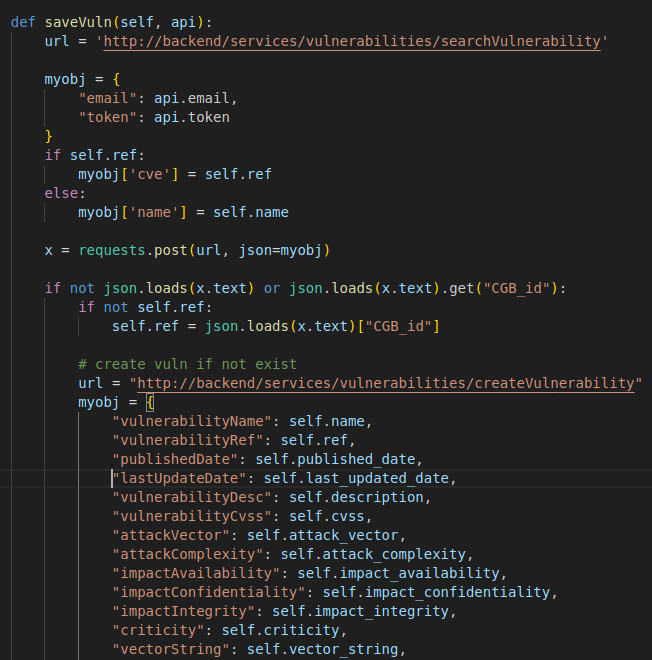 def saveVuln(self, api):
    url = 'http://backend/services/vulnerabilities/searchVulnerability'

    myobj = {
        "email": api.email,
        "token": api.token
    }
    if self.ref:
        myobj['cve'] = self.ref
    else:
        myobj['name'] = self.name

    x = requests.post(url, json=myobj)

    if not json.loads(x.text) or json.loads(x.text).get("CGB_id"):
        if not self.ref:
            self.ref = json.loads(x.text)["CGB_id"]

        # create vuln if not exist
        url = "http://backend/services/vulnerabilities/createVulnerability"
        myobj = {
            "vulnerabilityName": self.name,
            "vulnerabilityRef": self.ref,
            "publishedDate": self.published_date,
            "lastUpdateDate": self.last_updated_date,
            "vulnerabilityDesc": self.description,
            "vulnerabilityCvss": self.cvss,
            "attackVector": self.attack_vector,
            "attackComplexity": self.attack_complexity,
            "impactAvailability": self.impact_availability,
            "impactConfidentiality": self.impact_confidentiality,
            "impactIntegrity": self.impact_integrity,
            "criticity": self.criticity,
            "vectorString": self.vector_string,